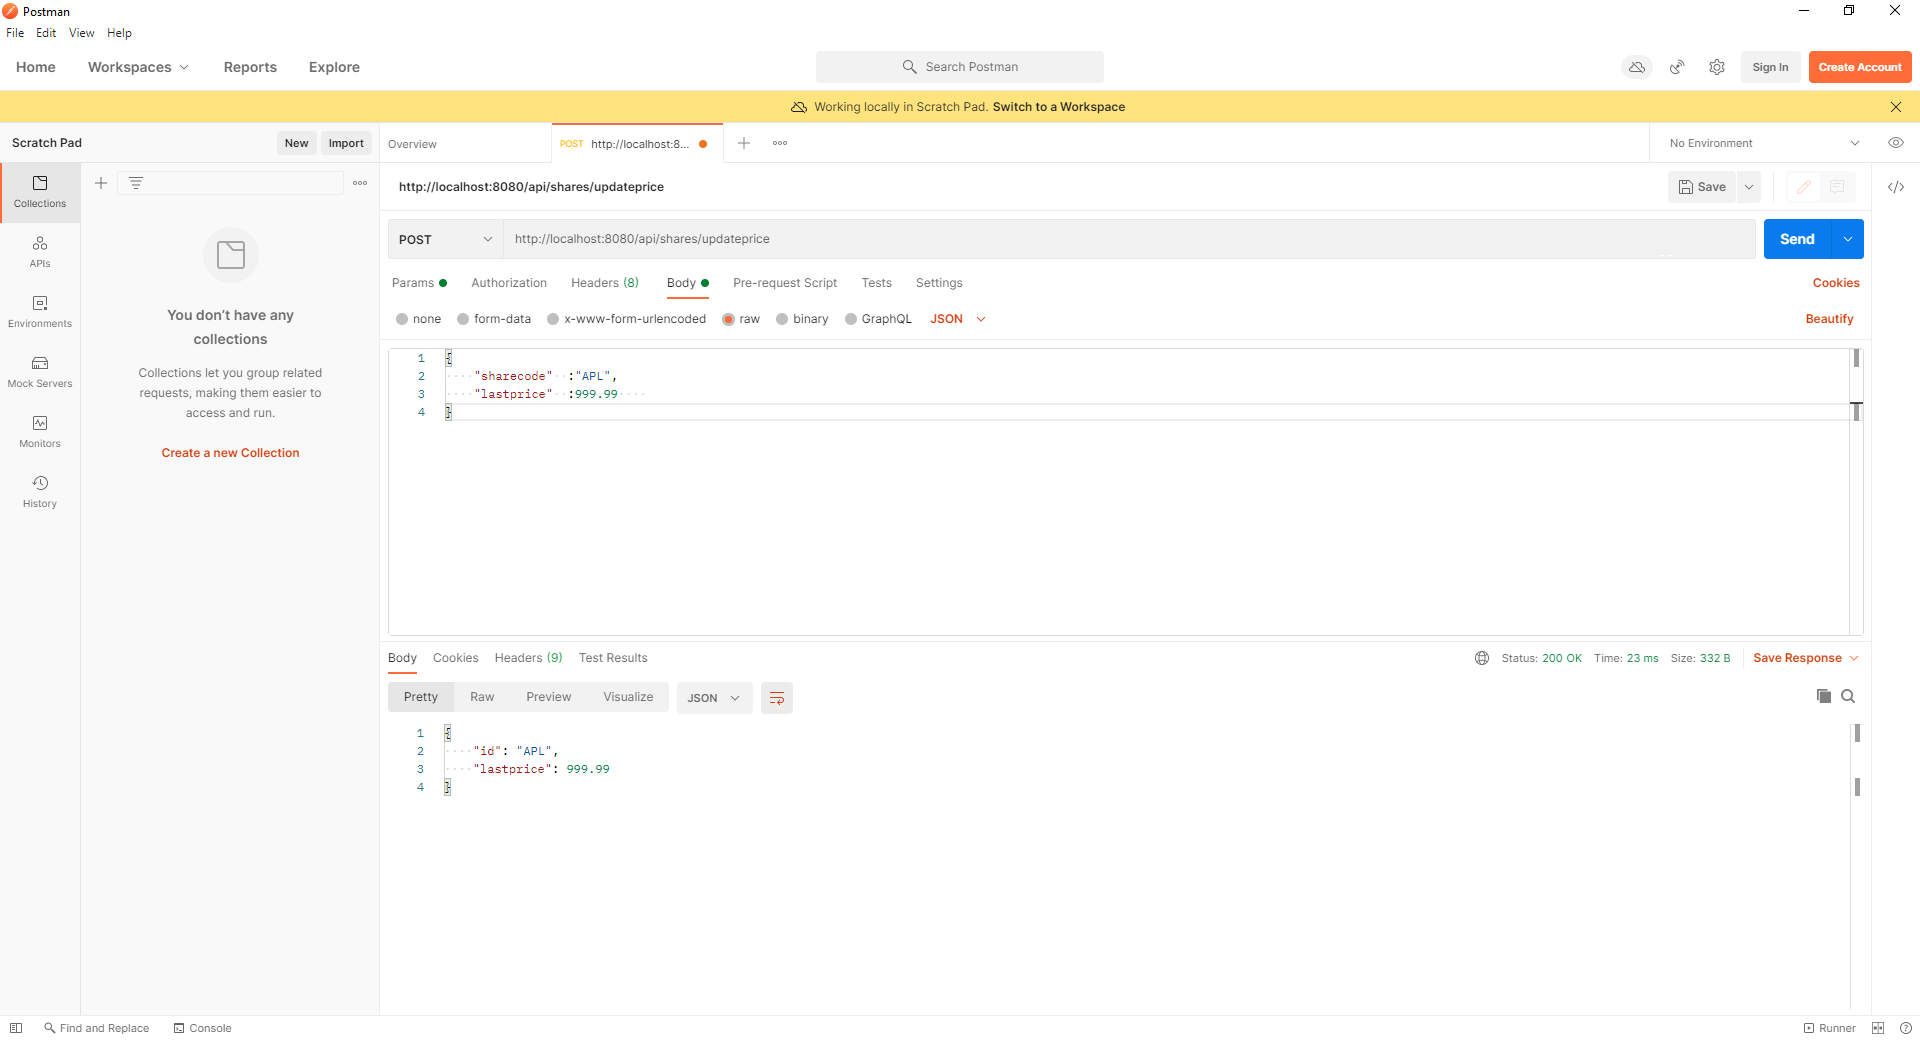 Postman
File Edit View Help
Home Workspaces Reports Explore Search Postman Sign In Create Account
Working locally in Scratch Pad. Switch to a Workspace
Scratch Pad New Import Overview POST http://localhost:8... No Environment
http://localhost:8080/api/shares/updateprice Save
Collections
POST http://localhost:8080/api/shares/updateprice Send
APIs
Params Authorization Headers (8) Body Pre-request Script Tests Settings Cookies
You don't have any
collections
Environments
none form-data x-www-form-urlencoded raw binary GraphQL JSON Beautify
Collections let you group related
requests, making them easier to
access and run.
Mock Servers
Monitors
Create a new Collection
History
1 {
2 "sharecode" :"APL",
3 "lastprice" :999.99
4 }
Body Cookies Headers (9) Test Results Status: 200 OK Time: 23 ms Size: 332 B Save Response
Pretty Raw Preview Visualize JSON
1 {
2 "id": "APL",
3 "lastprice": 999.99
4 }
Find and Replace Console Runner